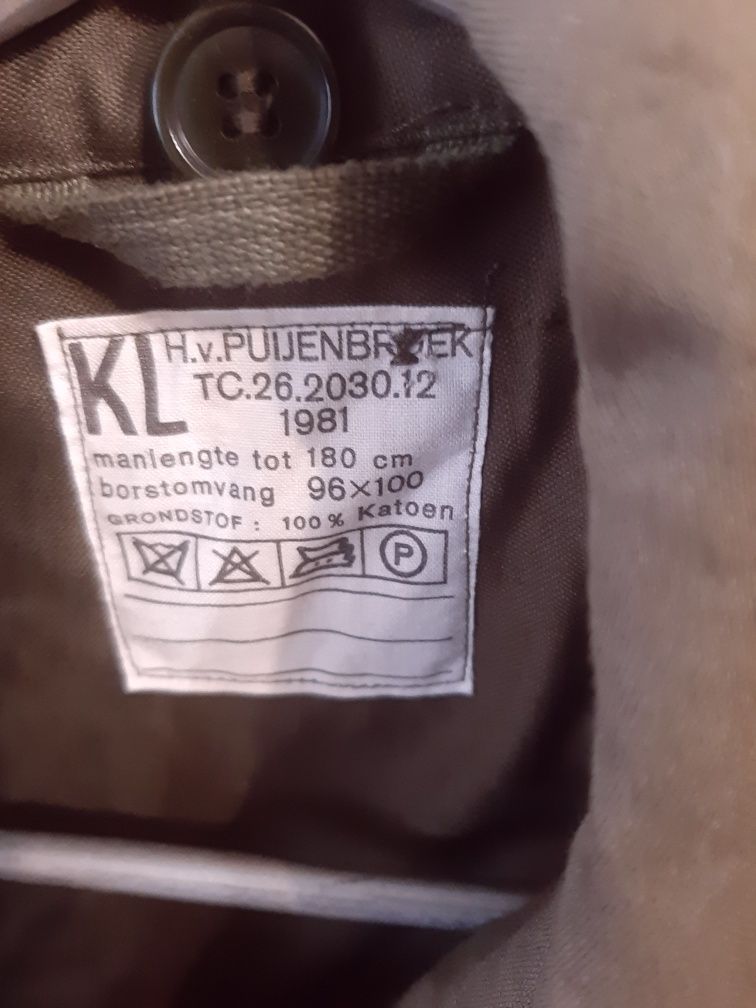 KL H.v.PUIJENBROEK
TC.26.2030.12
1981
manlengte tot 180 cm
borstomvang 96×100
GRONDSTOF: 100% Katoen
P